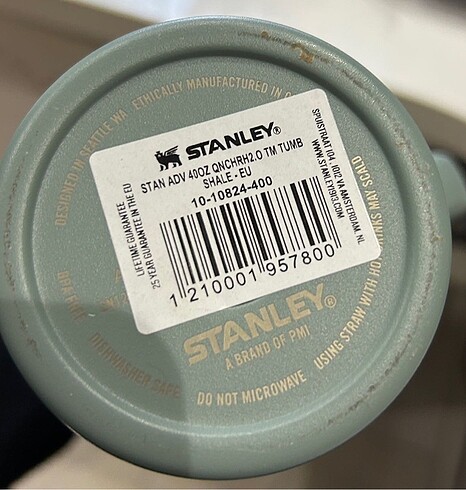 STANLEY®
STAN ADV 40OZ QNCHRH2.0 TM TUMB
SHALE - EU
10-10824-400
1 210001 957800
LIFETIME GUARANTEE
25 YEAR GUARANTEE IN THE EU
SPUISTRAAT 104, 1012 VA AMSTERDAM, NL
WWW.STANLEY1913.COM
DESIGNED IN SEATTLE WA
ETHICALLY MANUFACTURED IN
STANLEY®
A BRAND OF PMI
DISHWASHER SAFE
DO NOT MICROWAVE
USING STRAW WITH HOT DRINKS MAY SCALD